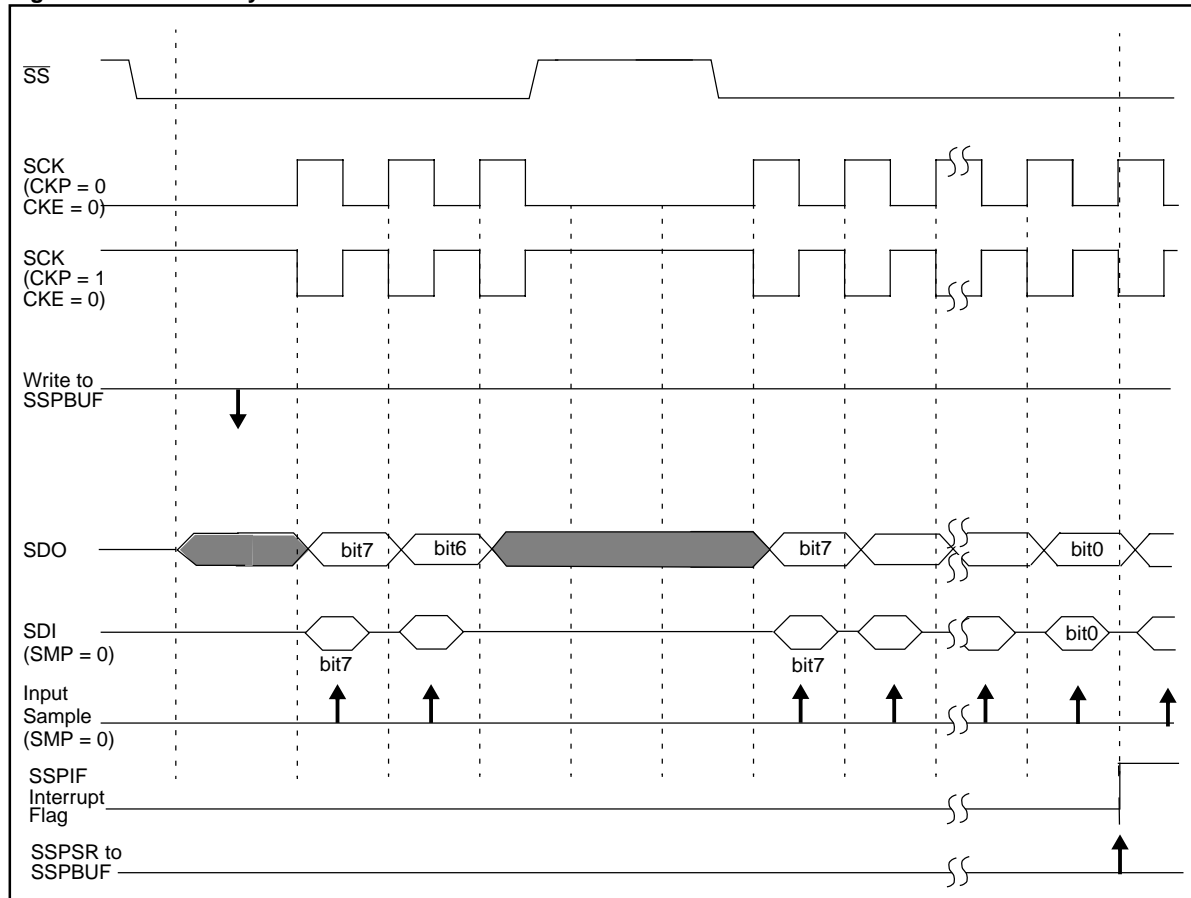 SS
SCK
(CKP = 0
CKE = 0)
SCK
(CKP = 1
CKE = 0)
Write to
SSPBUF
SDO
bit7
bit6
bit7
bit0
SDI
(SMP = 0)
bit7
bit7
bit0
Input
Sample
(SMP = 0)
SSPIF
Interrupt
Flag
SSPSR to
SSPBUF